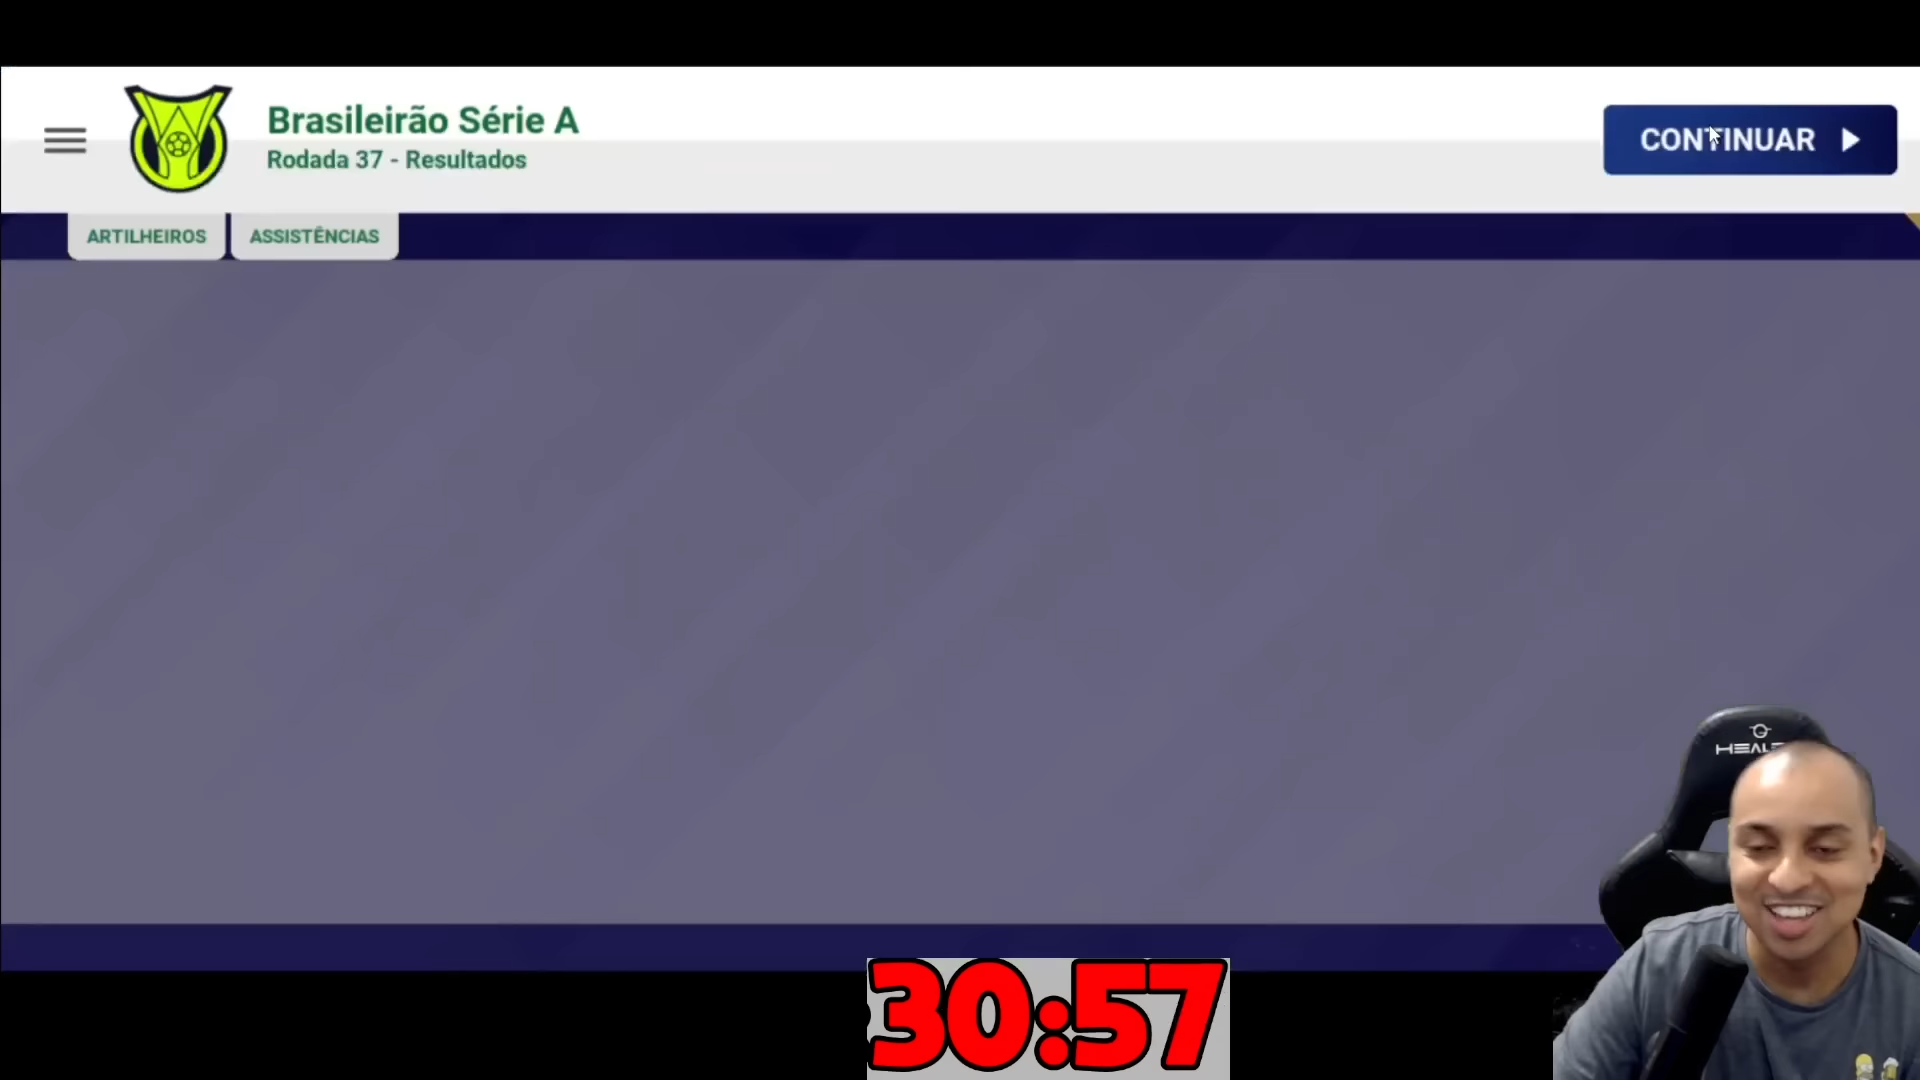 Brasileirão Série A
Rodada 37 - Resultados
CONTINUAR
ARTILHEIROS
ASSISTÊNCIAS
30:57